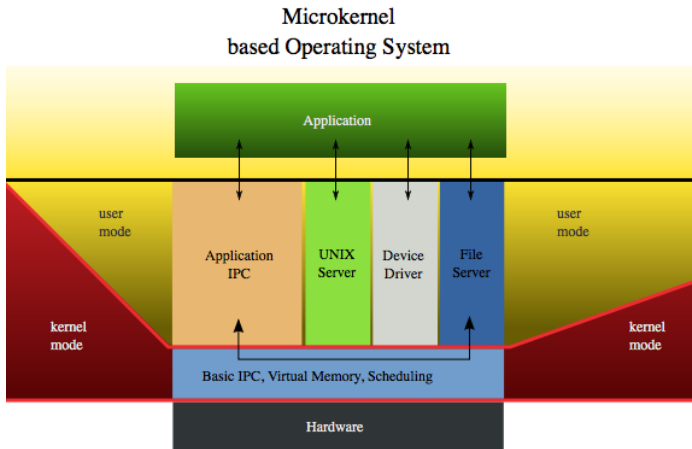 Microkernel
based Operating System
Application
user
mode
Application
IPC
UNIX
Server
Device
Driver
File
Server
user
mode
kernel
mode
kernel
mode
Basic IPC, Virtual Memory, Scheduling
Hardware